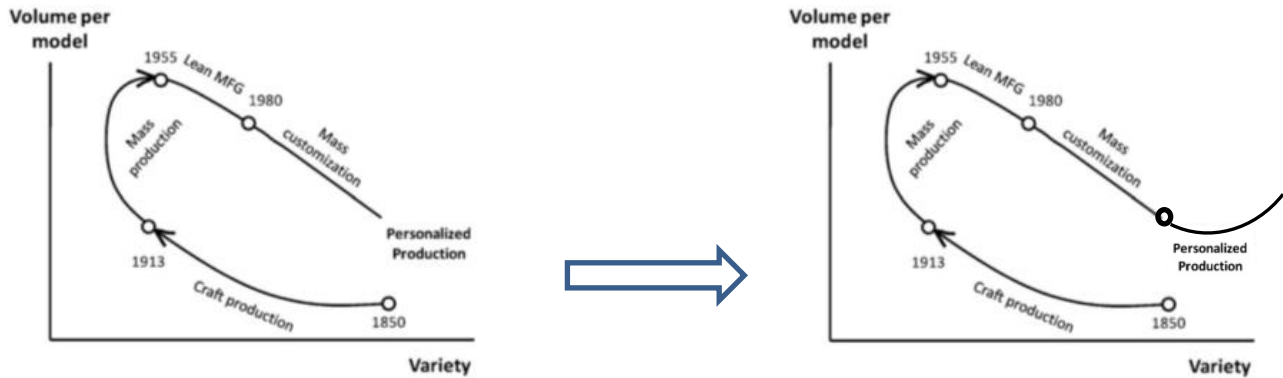 Volume per
model
1955
Lean MFG
1980
Mass
customization
Mass
production
Personalized
Production
1913
Craft production
1850
Variety
Volume per
model
1955
Lean MFG
1980
Mass
customization
Mass
production
Personalized
Production
1913
Craft production
1850
Variety